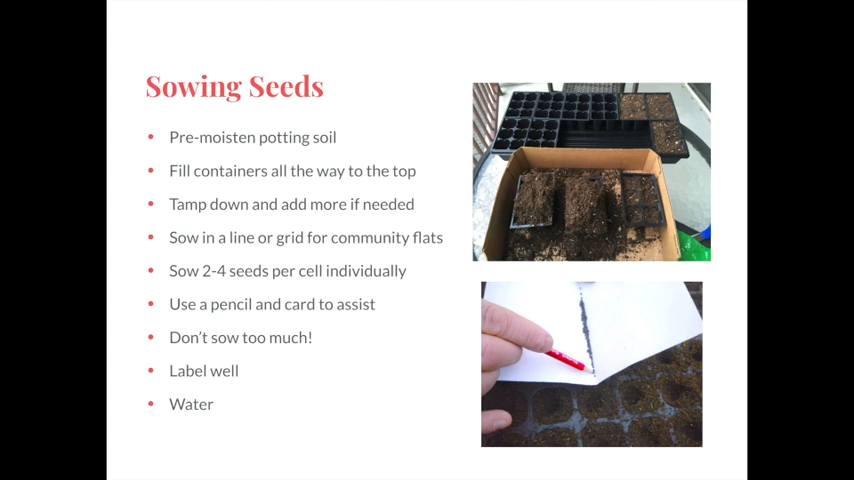 Sowing Seeds
• Pre-moisten potting soil
• Fill containers all the way to the top
• Tamp down and add more if needed
• Sow in a line or grid for community flats
• Sow 2-4 seeds per cell individually
• Use a pencil and card to assist
• Don’t sow too much!
• Label well
• Water